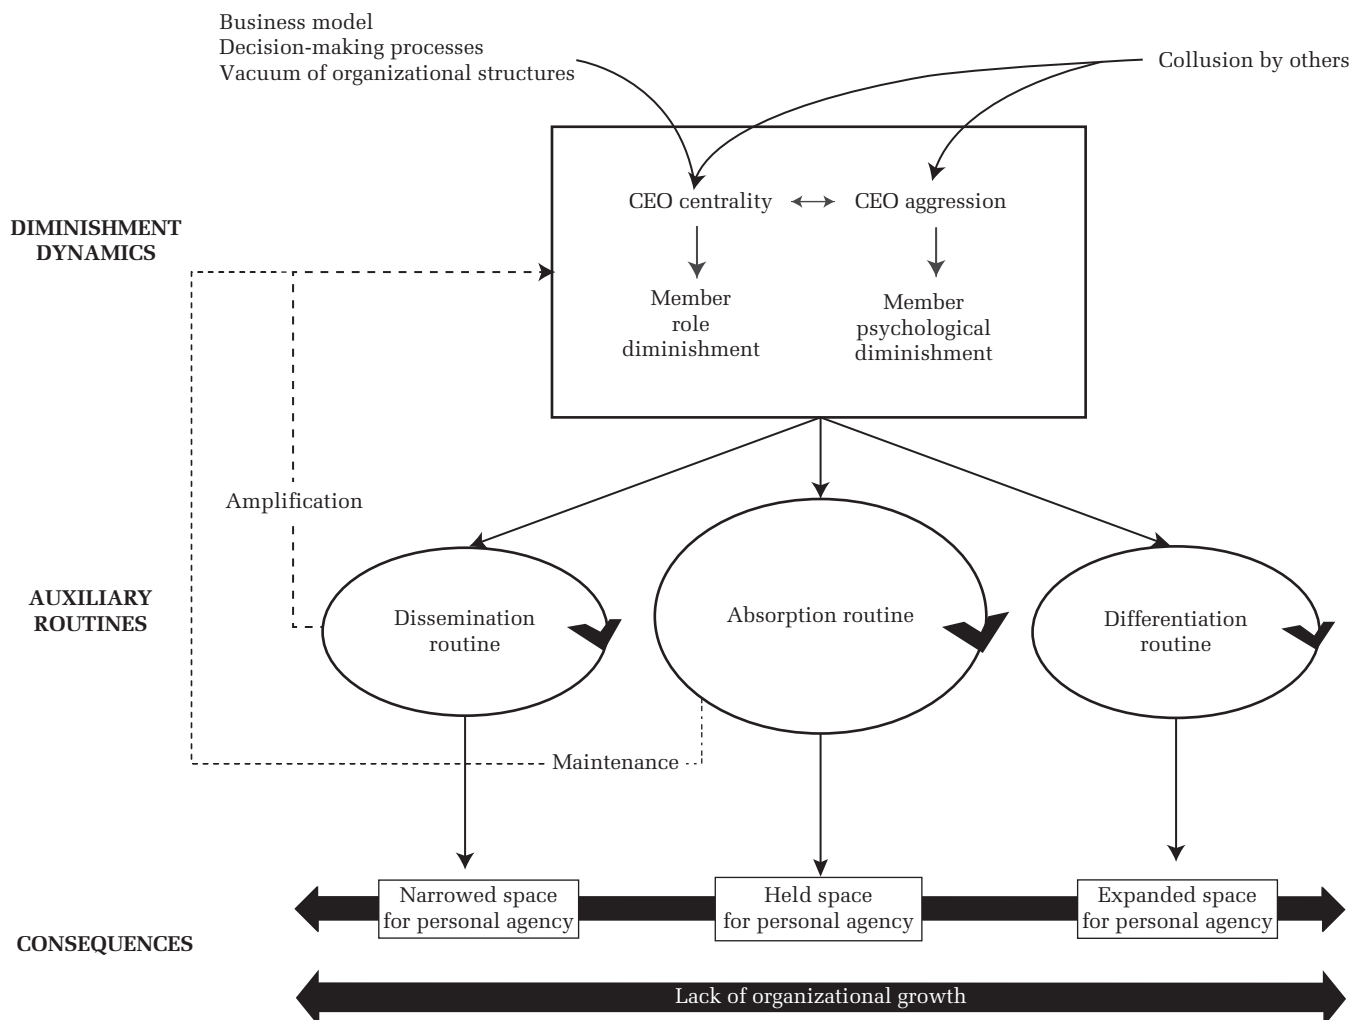 Business model
Decision-making processes
Vacuum of organizational structures
Collusion by others
CEO centrality
CEO aggression
DIMINISHMENT
DYNAMICS
Member
role
diminishment
Member
psychological
diminishment
Amplification
AUXILIARY
ROUTINES
Dissemination
routine
Absorption routine
Differentiation
routine
Maintenance
Narrowed space
for personal agency
Held space
for personal agency
Expanded space
for personal agency
CONSEQUENCES
Lack of organizational growth